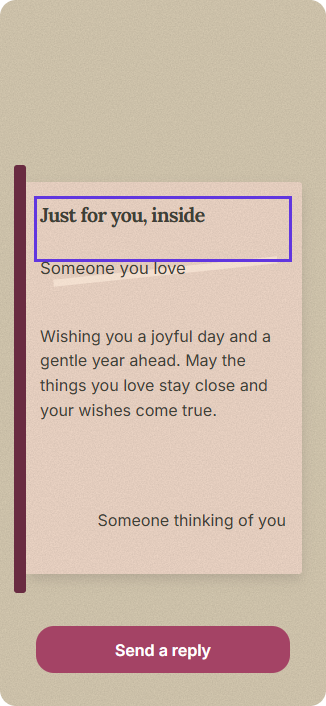 Just for you, inside
Someone you love
Wishing you a joyful day and a
gentle year ahead. May the
things you love stay close and
your wishes come true.
Someone thinking of you
Send a reply